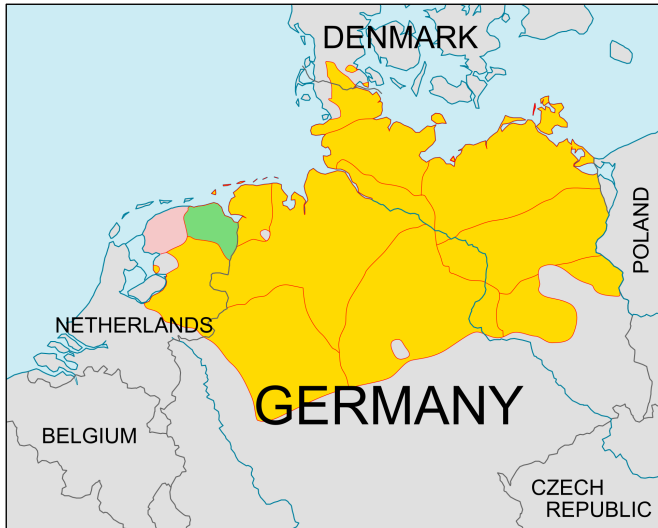 DENMARK
POLAND
NETHERLANDS
GERMANY
BELGIUM
CZECH
REPUBLIC